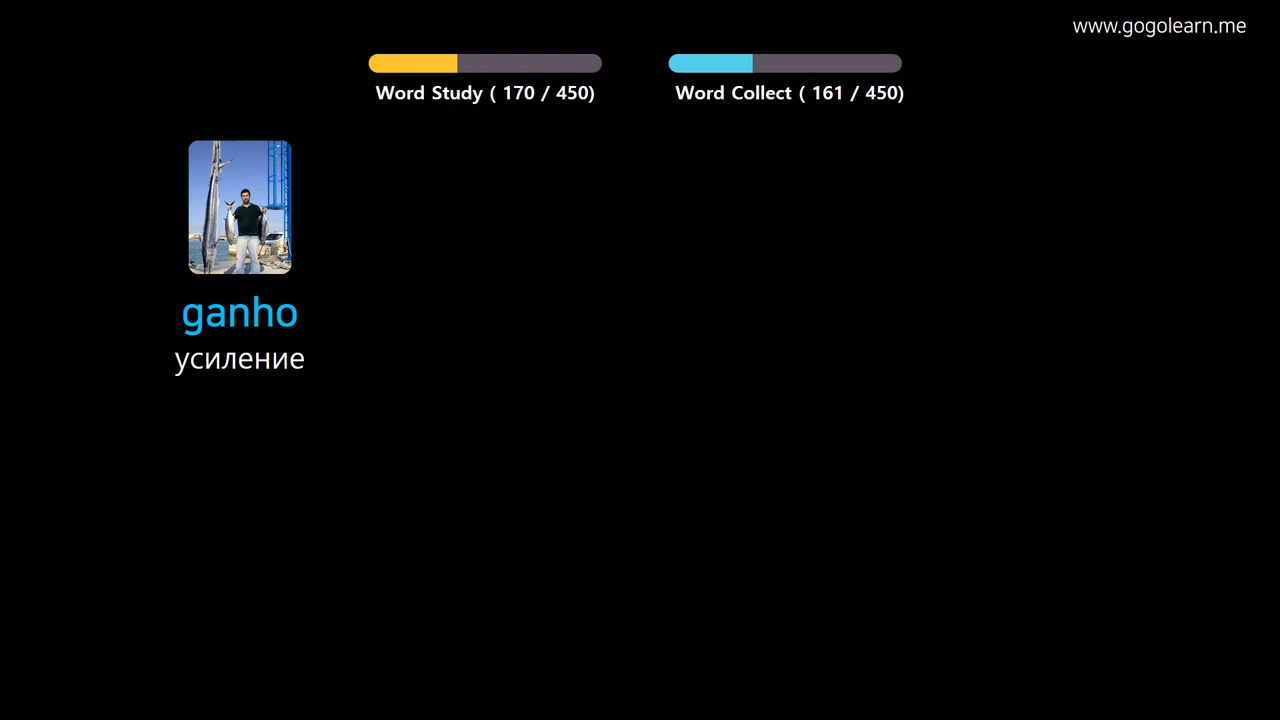 www.gogolearn.me
Word Study ( 170 / 450)
Word Collect ( 161 / 450)
ganho
усиление